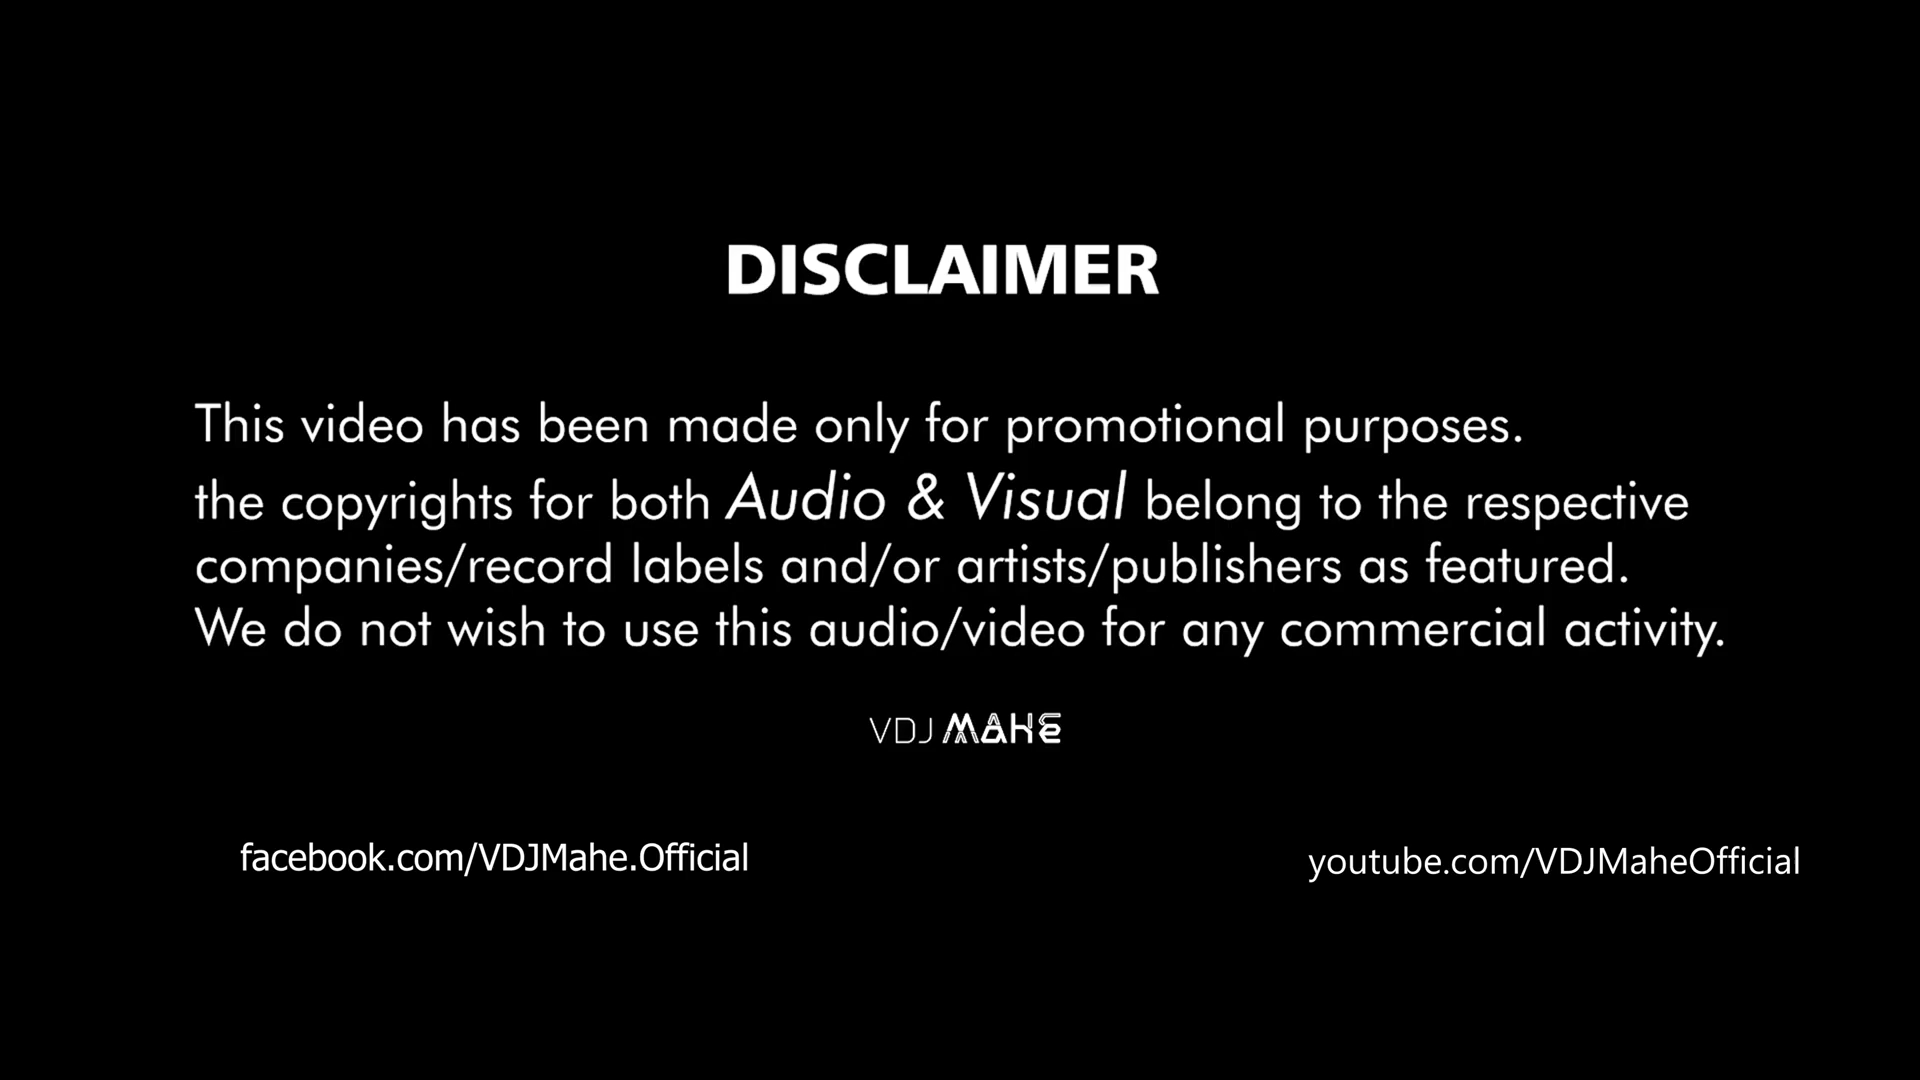 DISCLAIMER
This video has been made only for promotional purposes.
the copyrights for both Audio & Visual belong to the respective
companies/record labels and/or artists/publishers as featured.
We do not wish to use this audio/video for any commercial activity.
VDJ MAHE
facebook.com/VDJMahe.Official
youtube.com/VDJMaheOfficial